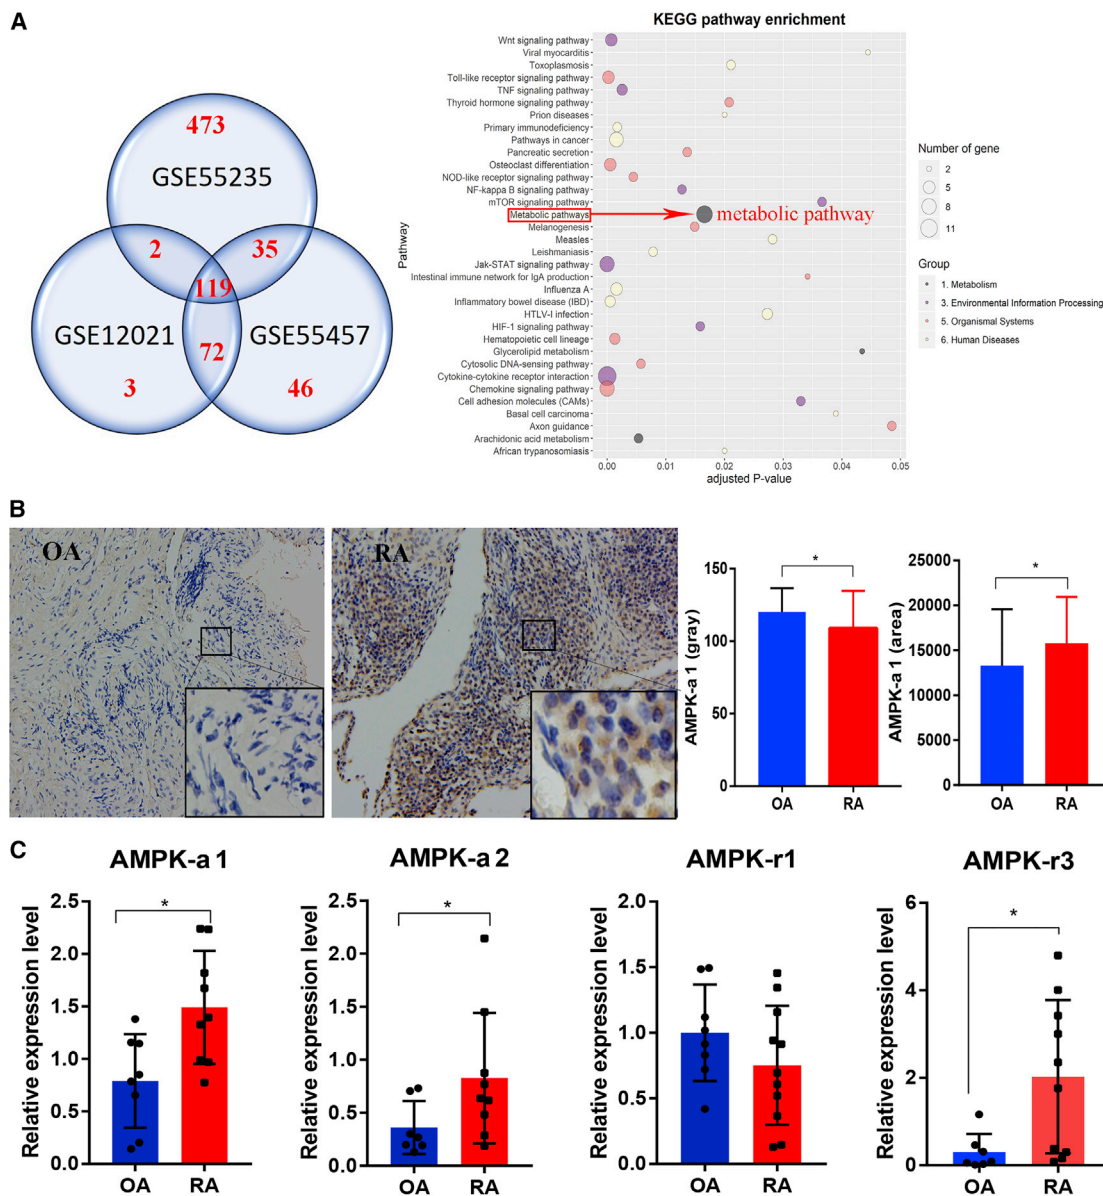 A
473
GSE55235
2
35
119
GSE12021
GSE55457
72
3
46
KEGG pathway enrichment
Pathway
Wnt signaling pathway
Viral myocarditis
Toxoplasmosis
Toll-like receptor signaling pathway
TNF signaling pathway
Thyroid hormone signaling pathway
Prion diseases
Primary immunodeficiency
Pathways in cancer
Pancreatic secretion
Osteoclast differentiation
NOD-like receptor signaling pathway
NF-kappa B signaling pathway
mTOR signaling pathway
Metabolic pathways
metabolic pathway
Melanogenesis
Measles
Leishmaniasis
Jak-STAT signaling pathway
Intestinal immune network for IgA production
Influenza A
Inflammatory bowel disease (IBD)
HTLV-I infection
HIF-1 signaling pathway
Hematopoietic cell lineage
Glycerolipid metabolism
Cytosolic DNA-sensing pathway
Cytokine-cytokine receptor interaction
Chemokine signaling pathway
Cell adhesion molecules (CAMs)
Basal cell carcinoma
Axon guidance
Arachidonic acid metabolism
African trypanosomiasis
0.00 0.01 0.02 0.03 0.04 0.05
adjusted P-value
Number of gene
2
5
8
11
Group
1. Metabolism
3. Environmental Information Processing
5. Organismal Systems
6. Human Diseases
B
OA
RA
AMPK-a 1 (gray)
150
100
50
0
*
OA RA
AMPK-a 1 (area)
25000
20000
15000
10000
5000
0
*
OA RA
C
AMPK-a 1
Relative expression level
2.5
2.0
1.5
1.0
0.5
0.0
*
OA RA
AMPK-a 2
Relative expression level
2.5
2.0
1.5
1.0
0.5
0.0
*
OA RA
AMPK-r1
Relative expression level
2.0
1.5
1.0
0.5
0.0
OA RA
AMPK-r3
Relative expression level
6
4
2
0
*
OA RA